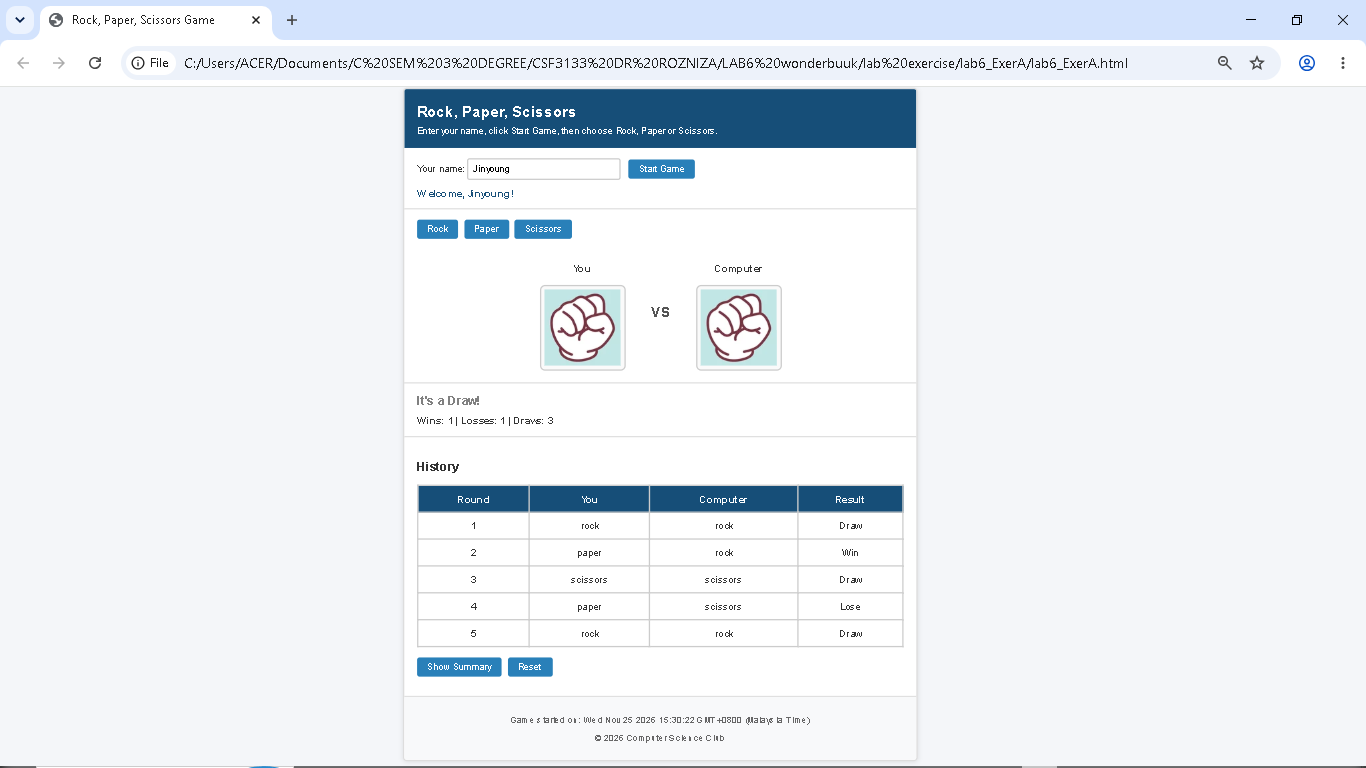 Rock, Paper, Scissors Game
File C:/Users/ACER/Documents/C%20SEM%203%20DEGREE/CSF3133%20DR%20ROZNIZA/LAB6%20wonderbuuk/lab%20exercise/lab6_ExerA/lab6_ExerA.html
Rock, Paper, Scissors
Enter your name, click Start Game, then choose Rock, Paper or Scissors.
Your name: Jinyoung Start Game
Welcome, Jinyoung!
Rock Paper Scissors
You Computer
VS
It's a Draw!
Wins: 1 | Losses: 1 | Draws: 3
History
Round You Computer Result
1 rock rock Draw
2 paper rock Win
3 scissors scissors Draw
4 paper scissors Lose
5 rock rock Draw
Show Summary Reset
Game started on: Wed Nov 25 2026 15:30:22 GMT+0800 (Malaysia Time)
© 2026 Computer Science Club